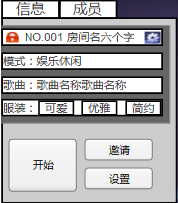 信息 成员
NO.001 房间名六个字
模式：娱乐休闲
歌曲：歌曲名称歌曲名称
服装： 可爱 优雅 简约
开始
邀请
设置